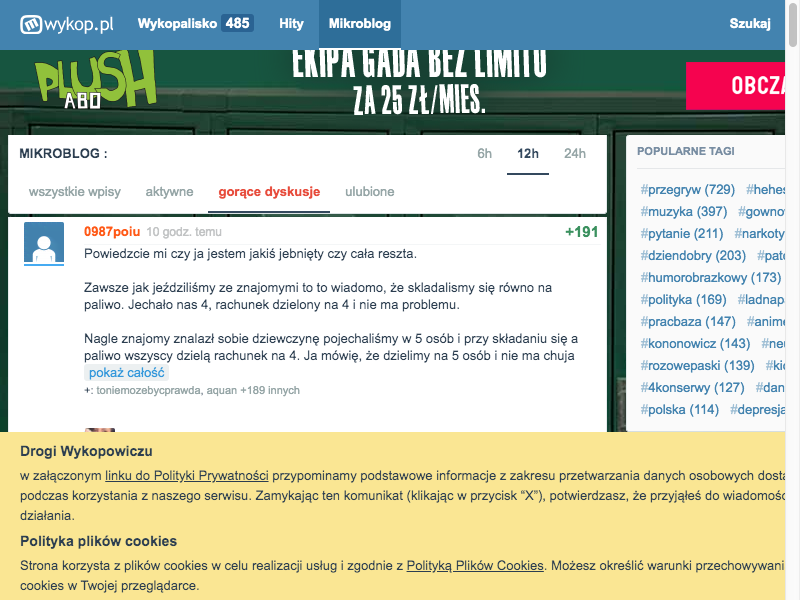 wykop.pl Wykopalisko 485 Hity Mikroblog Szukaj
PLUSH
ABO
EKIPA GADA BEZ LIMITU
ZA 25 ZŁ/MIES.
MIKROBLOG : 6h 12h 24h
wszystkie wpisy aktywne gorące dyskusje ulubione
0987poiu 10 godz. temu +191
Powiedzcie mi czy ja jestem jakiś jebnięty czy cała reszta.
Zawsze jak jeździliśmy ze znajomymi to to wiadomo, że skladalismy się równo na
paliwo. Jechało nas 4, rachunek dzielony na 4 i nie ma problemu.
Nagle znajomy znalazł sobie dziewczynę pojechaliśmy w 5 osób i przy składaniu się a
paliwo wszyscy dzielą rachunek na 4. Ja mówię, że dzielimy na 5 osób i nie ma chuja
pokaż całość
+: toniemozebycprawda, aquan +189 innych
POPULARNE TAGI
#przegryw (729) #hehes
#muzyka (397) #gowno
#pytanie (211) #narkoty
#dziendobry (203)
#humorobrazkowy (173)
#polityka (169) #ladnap
#pracbaza (147) #anime
#kononowicz (143)
#rozowepaski (139)
#4konserwy (127) #dan
#polska (114) #depresja
Drogi Wykopowiczu
w załączonym linku do Polityki Prywatności przypominamy podstawowe informacje z zakresu przetwarzania danych osobowych
podczas korzystania z naszego serwisu. Zamykając ten komunikat (klikając w przycisk “X”), potwierdzasz, że przyjąłeś do
działania.
Polityka plików cookies
Strona korzysta z plików cookies w celu realizacji usług i zgodnie z Polityką Plików Cookies. Możesz określić warunki przechowywani
cookies w Twojej przeglądarce.